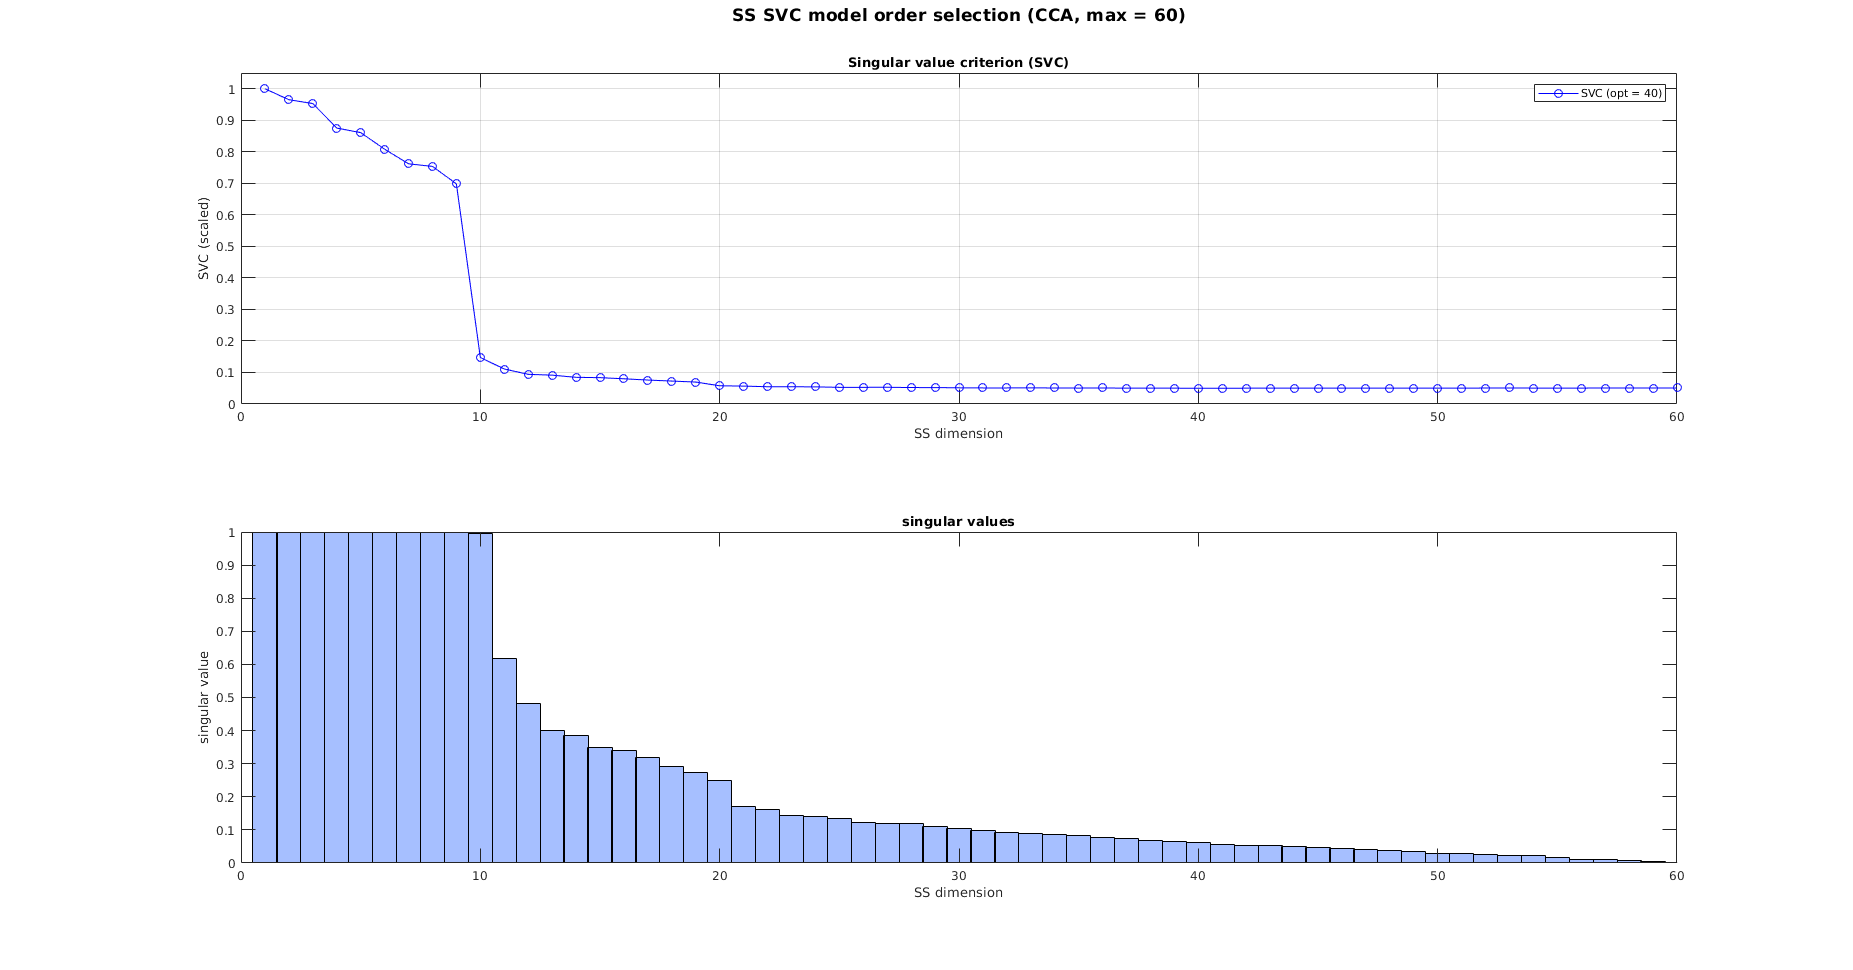 SS SVC model order selection (CCA, max = 60)
Singular value criterion (SVC)
SVC (opt = 40)
SVC (scaled)
1
0.9
0.8
0.7
0.6
0.5
0.4
0.3
0.2
0.1
0
0 10 20 30 40 50 60
SS dimension
singular values
singular value
1
0.9
0.8
0.7
0.6
0.5
0.4
0.3
0.2
0.1
0
0 10 20 30 40 50 60
SS dimension